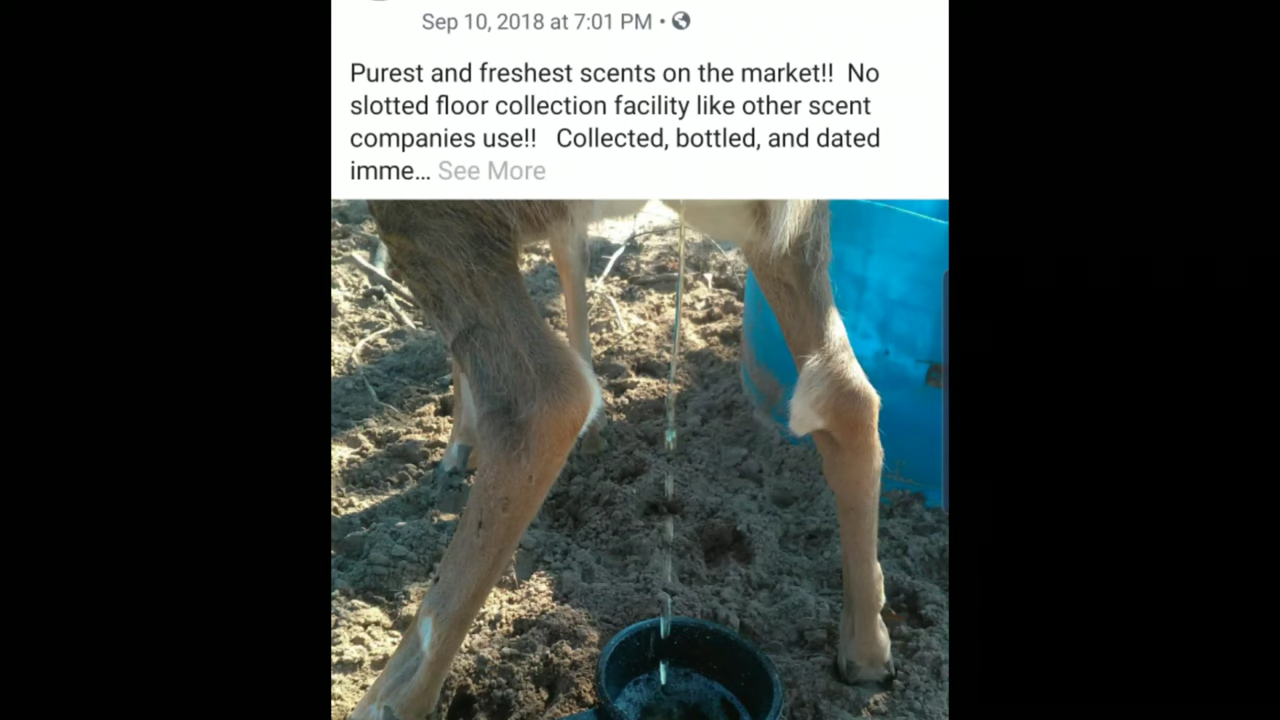 Sep 10, 2018 at 7:01 PM •
Purest and freshest scents on the market!!  No
slotted floor collection facility like other scent
companies use!!   Collected, bottled, and dated
imme... See More